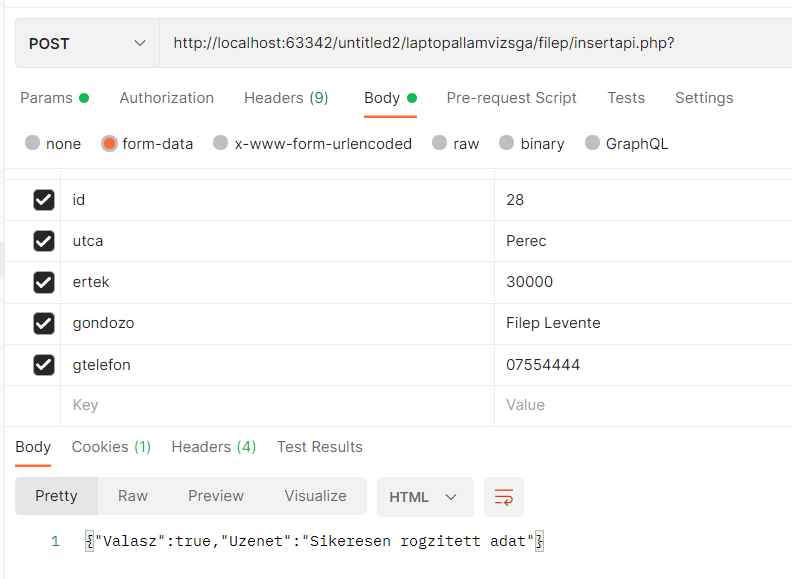 POST http://localhost:63342/untitled2/laptopallamvizsga/filep/insertapi.php?
Params Authorization Headers (9) Body Pre-request Script Tests Settings
none form-data x-www-form-urlencoded raw binary GraphQL
id 28
utca Perec
ertek 30000
gondozo Filep Levente
gtelefon 07554444
Key Value
Body Cookies (1) Headers (4) Test Results
Pretty Raw Preview Visualize HTML
1 {"Valasz":true,"Uzenet":"Sikeresen rogzitett adat"}